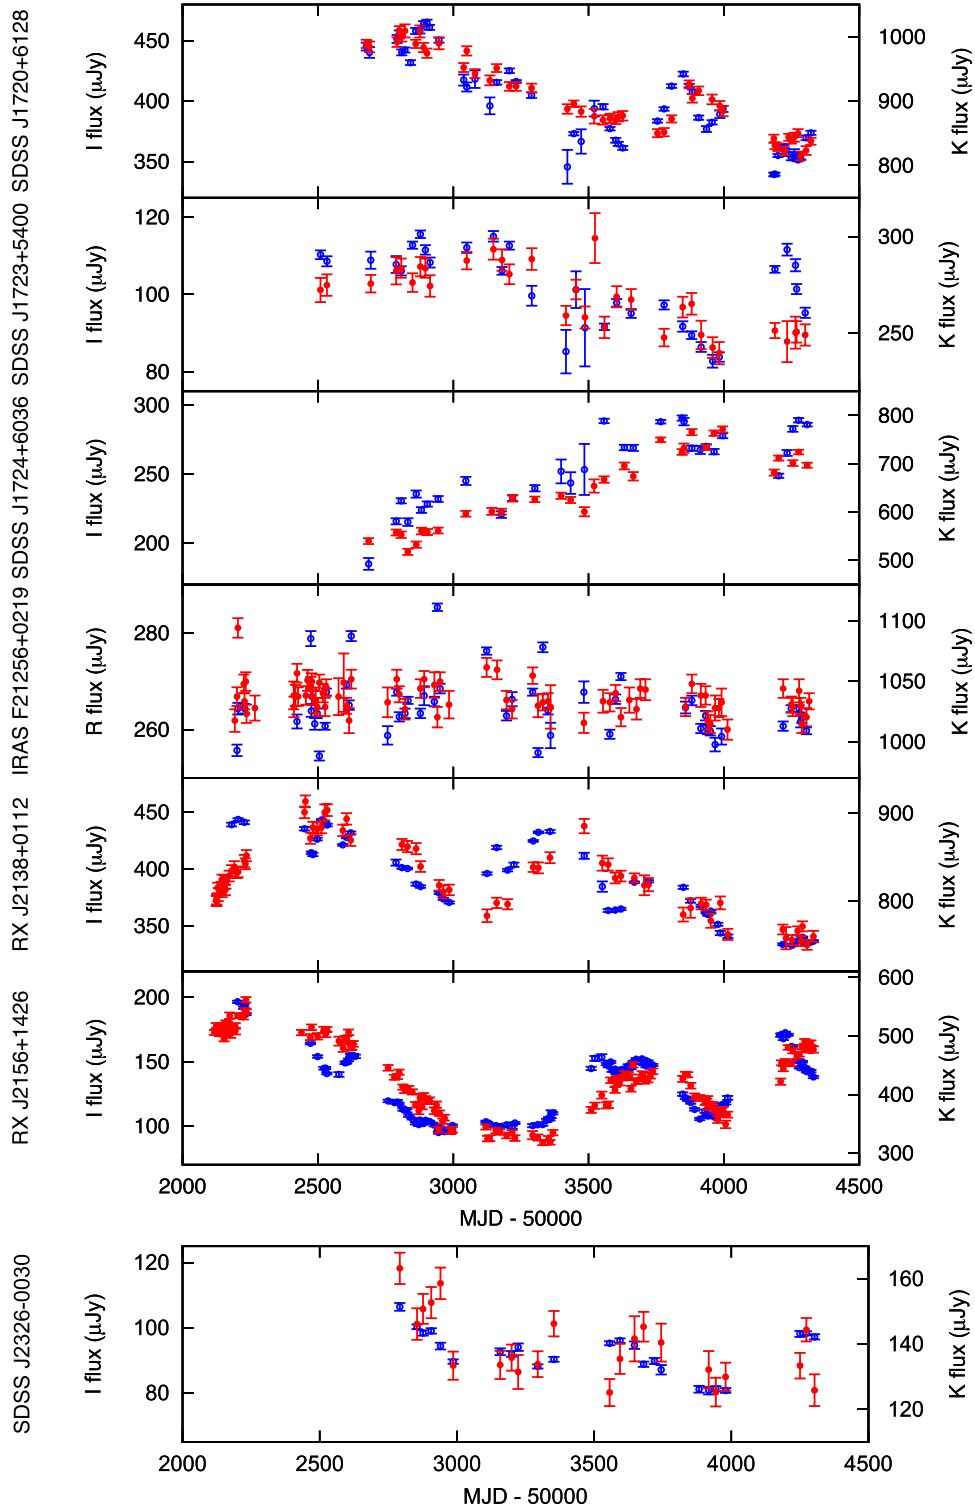 SDSS J1720+6128
I flux (μJy)
450
400
350
1000
900
800
K flux (μJy)
SDSS J1723+5400
I flux (μJy)
120
100
80
300
250
K flux (μJy)
SDSS J1724+6036
I flux (μJy)
300
250
200
800
700
600
500
K flux (μJy)
IRAS F21256+0219
R flux (μJy)
280
260
1100
1050
1000
K flux (μJy)
RX J2138+0112
I flux (μJy)
450
400
350
900
800
K flux (μJy)
RX J2156+1426
I flux (μJy)
200
150
100
600
500
400
300
K flux (μJy)
2000 2500 3000 3500 4000 4500
MJD - 50000
SDSS J2326-0030
I flux (μJy)
120
100
80
160
140
120
K flux (μJy)
2000 2500 3000 3500 4000 4500
MJD - 50000